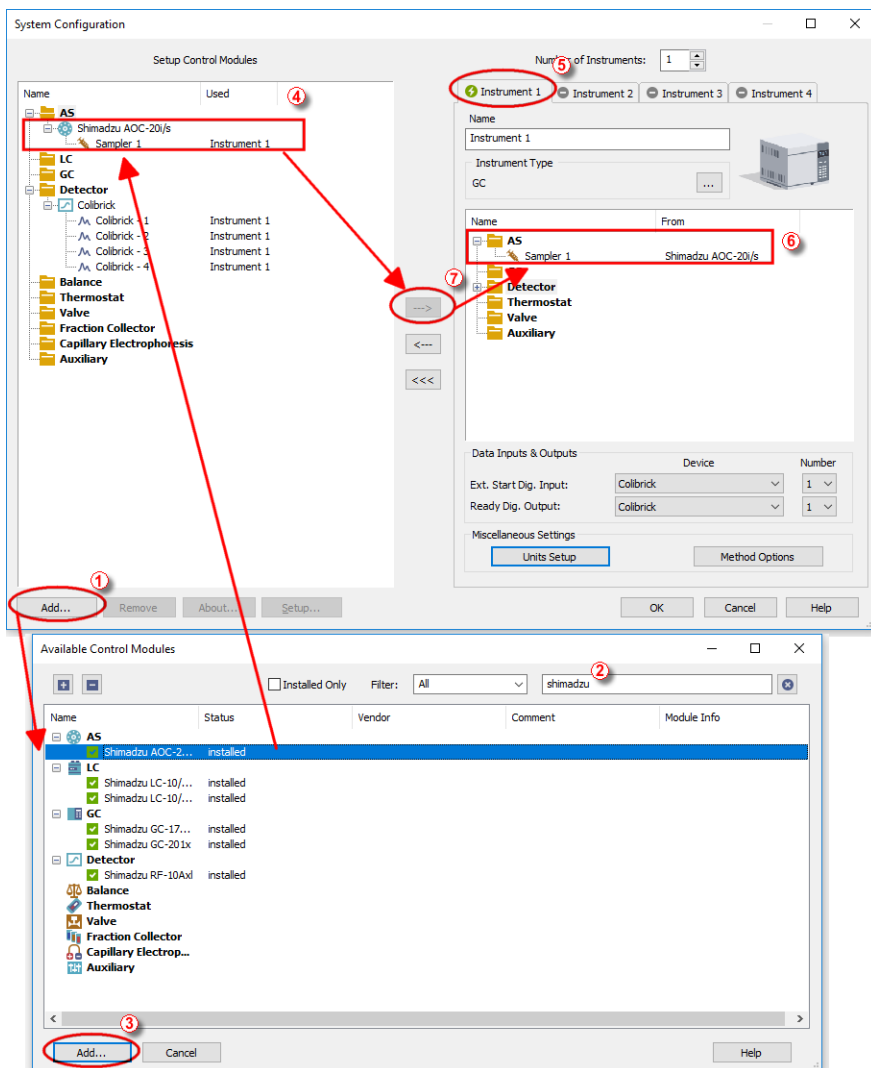 System Configuration
Setup Control Modules
Name Used ④
AS
Shimadzu AOC-20i/s
Sampler 1 Instrument 1
LC
GC
Detector
Colibrick
Colibrick - 1 Instrument 1
Colibrick - 2 Instrument 1
Colibrick - 3 Instrument 1
Colibrick - 4 Instrument 1
Balance
Thermostat
Valve
Fraction Collector
Capillary Electrophoresis
Auxiliary
①
Add... Remove About... Setup...
⑦
--->
<---
<<<
Number of Instruments: 1
⑤
Instrument 1 Instrument 2 Instrument 3 Instrument 4
Name
Instrument 1
Instrument Type
GC ...
Name From
AS ⑥
Sampler 1 Shimadzu AOC-20i/s
GC
Detector
Thermostat
Valve
Auxiliary
Data Inputs & Outputs
Device Number
Ext. Start Dig. Input: Colibrick 1
Ready Dig. Output: Colibrick 1
Miscellaneous Settings
Units Setup Method Options
OK Cancel Help
Available Control Modules
②
Installed Only Filter: All shimadzu
Name Status Vendor Comment Module Info
AS
Shimadzu AOC-2... installed
LC
Shimadzu LC-10/... installed
Shimadzu LC-10/... installed
GC
Shimadzu GC-17... installed
Shimadzu GC-201x installed
Detector
Shimadzu RF-10Axl installed
Balance
Thermostat
Valve
Fraction Collector
Capillary Electrop...
Auxiliary
③
Add... Cancel Help